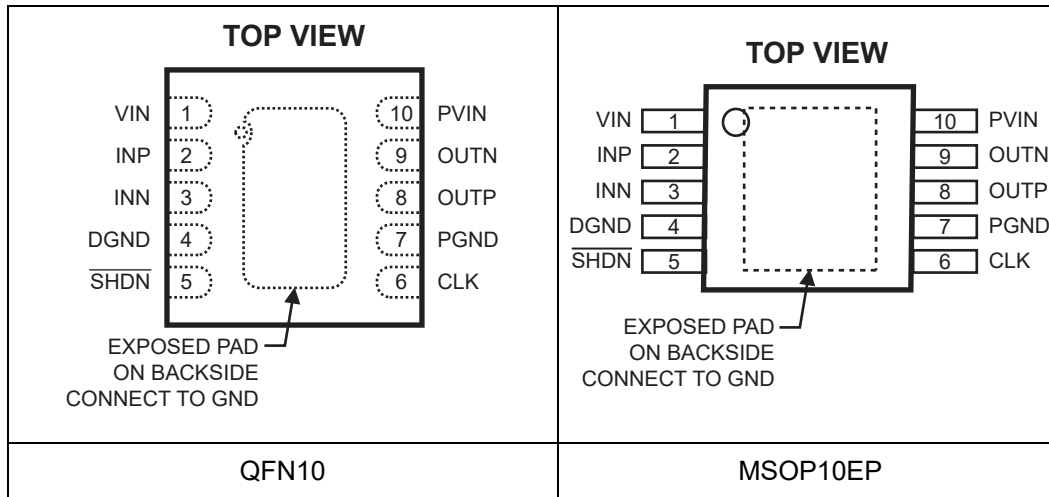 TOP VIEW
VIN 1
INP 2
INN 3
DGND 4
SHDN 5
10 PVIN
9 OUTN
8 OUTP
7 PGND
6 CLK
EXPOSED PAD
ON BACKSIDE
CONNECT TO GND
QFN10
TOP VIEW
VIN 1
INP 2
INN 3
DGND 4
SHDN 5
10 PVIN
9 OUTN
8 OUTP
7 PGND
6 CLK
EXPOSED PAD
ON BACKSIDE
CONNECT TO GND
MSOP10EP